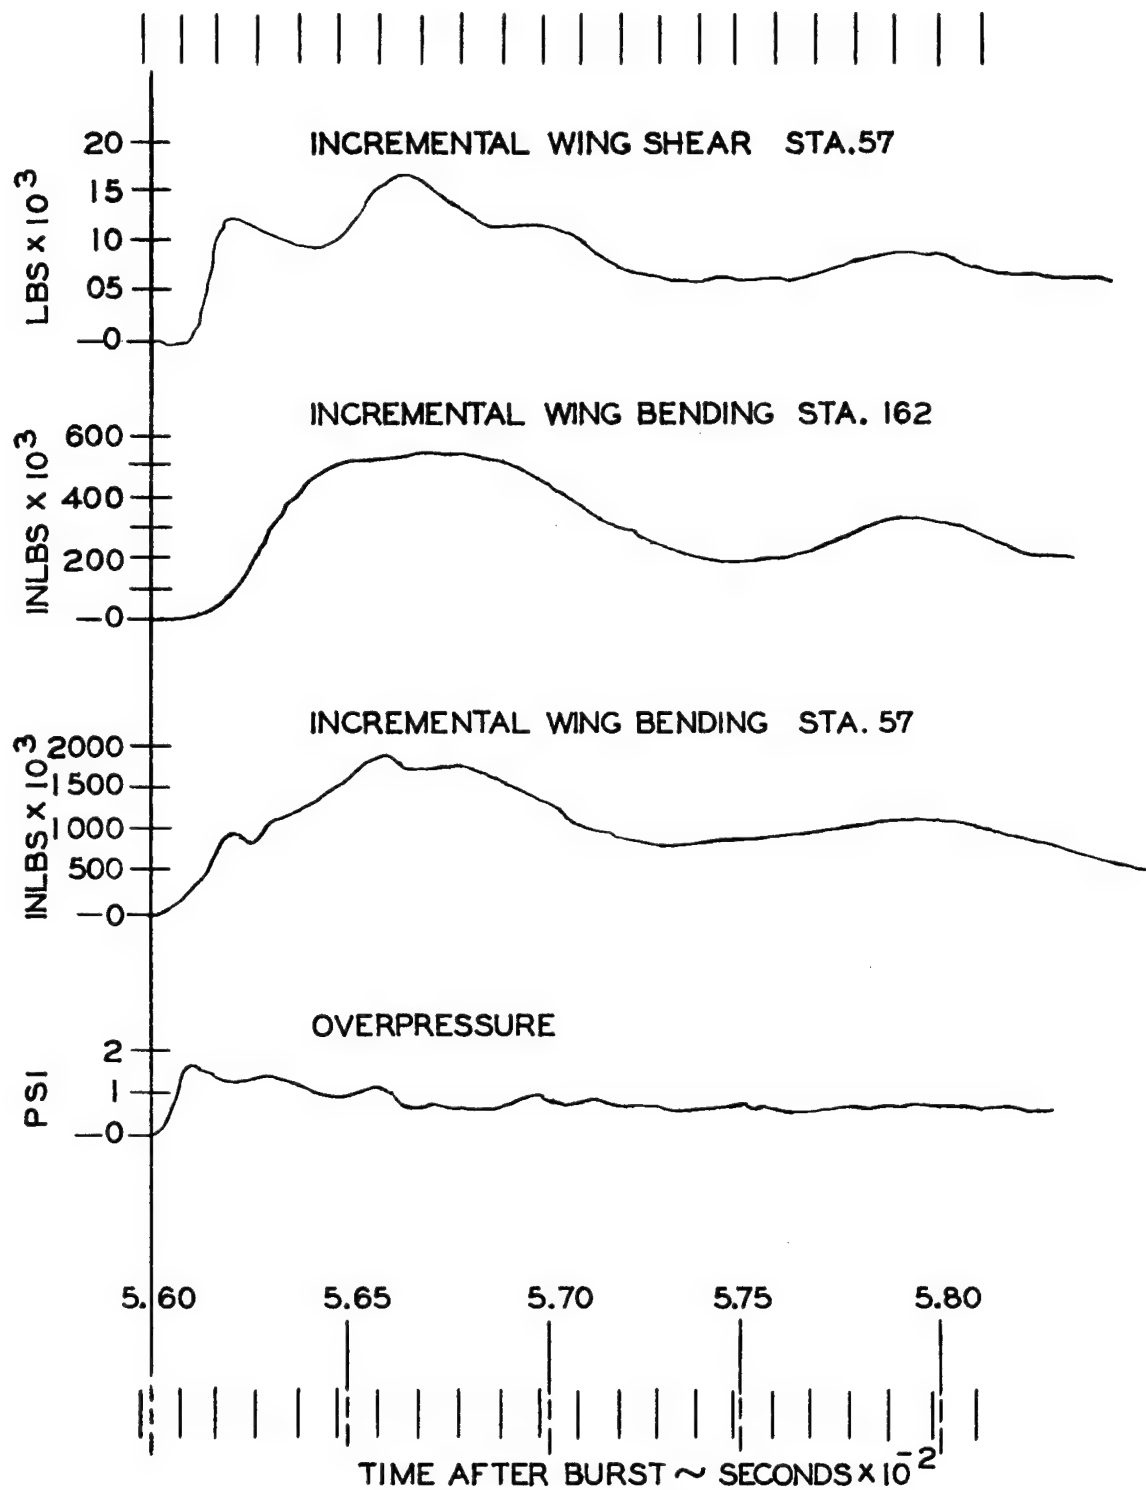 INCREMENTAL WING SHEAR STA.57
LBS x 10³
20
15
10
05
—0
INCREMENTAL WING BENDING STA. 162
INLBS x 10³
600
400
200
—0
INCREMENTAL WING BENDING STA. 57
INLBS x 10³
2000
1500
1000
500
—0
OVERPRESSURE
PSI
2
1
—0
5.60 5.65 5.70 5.75 5.80
TIME AFTER BURST ~ SECONDS x 10⁻²